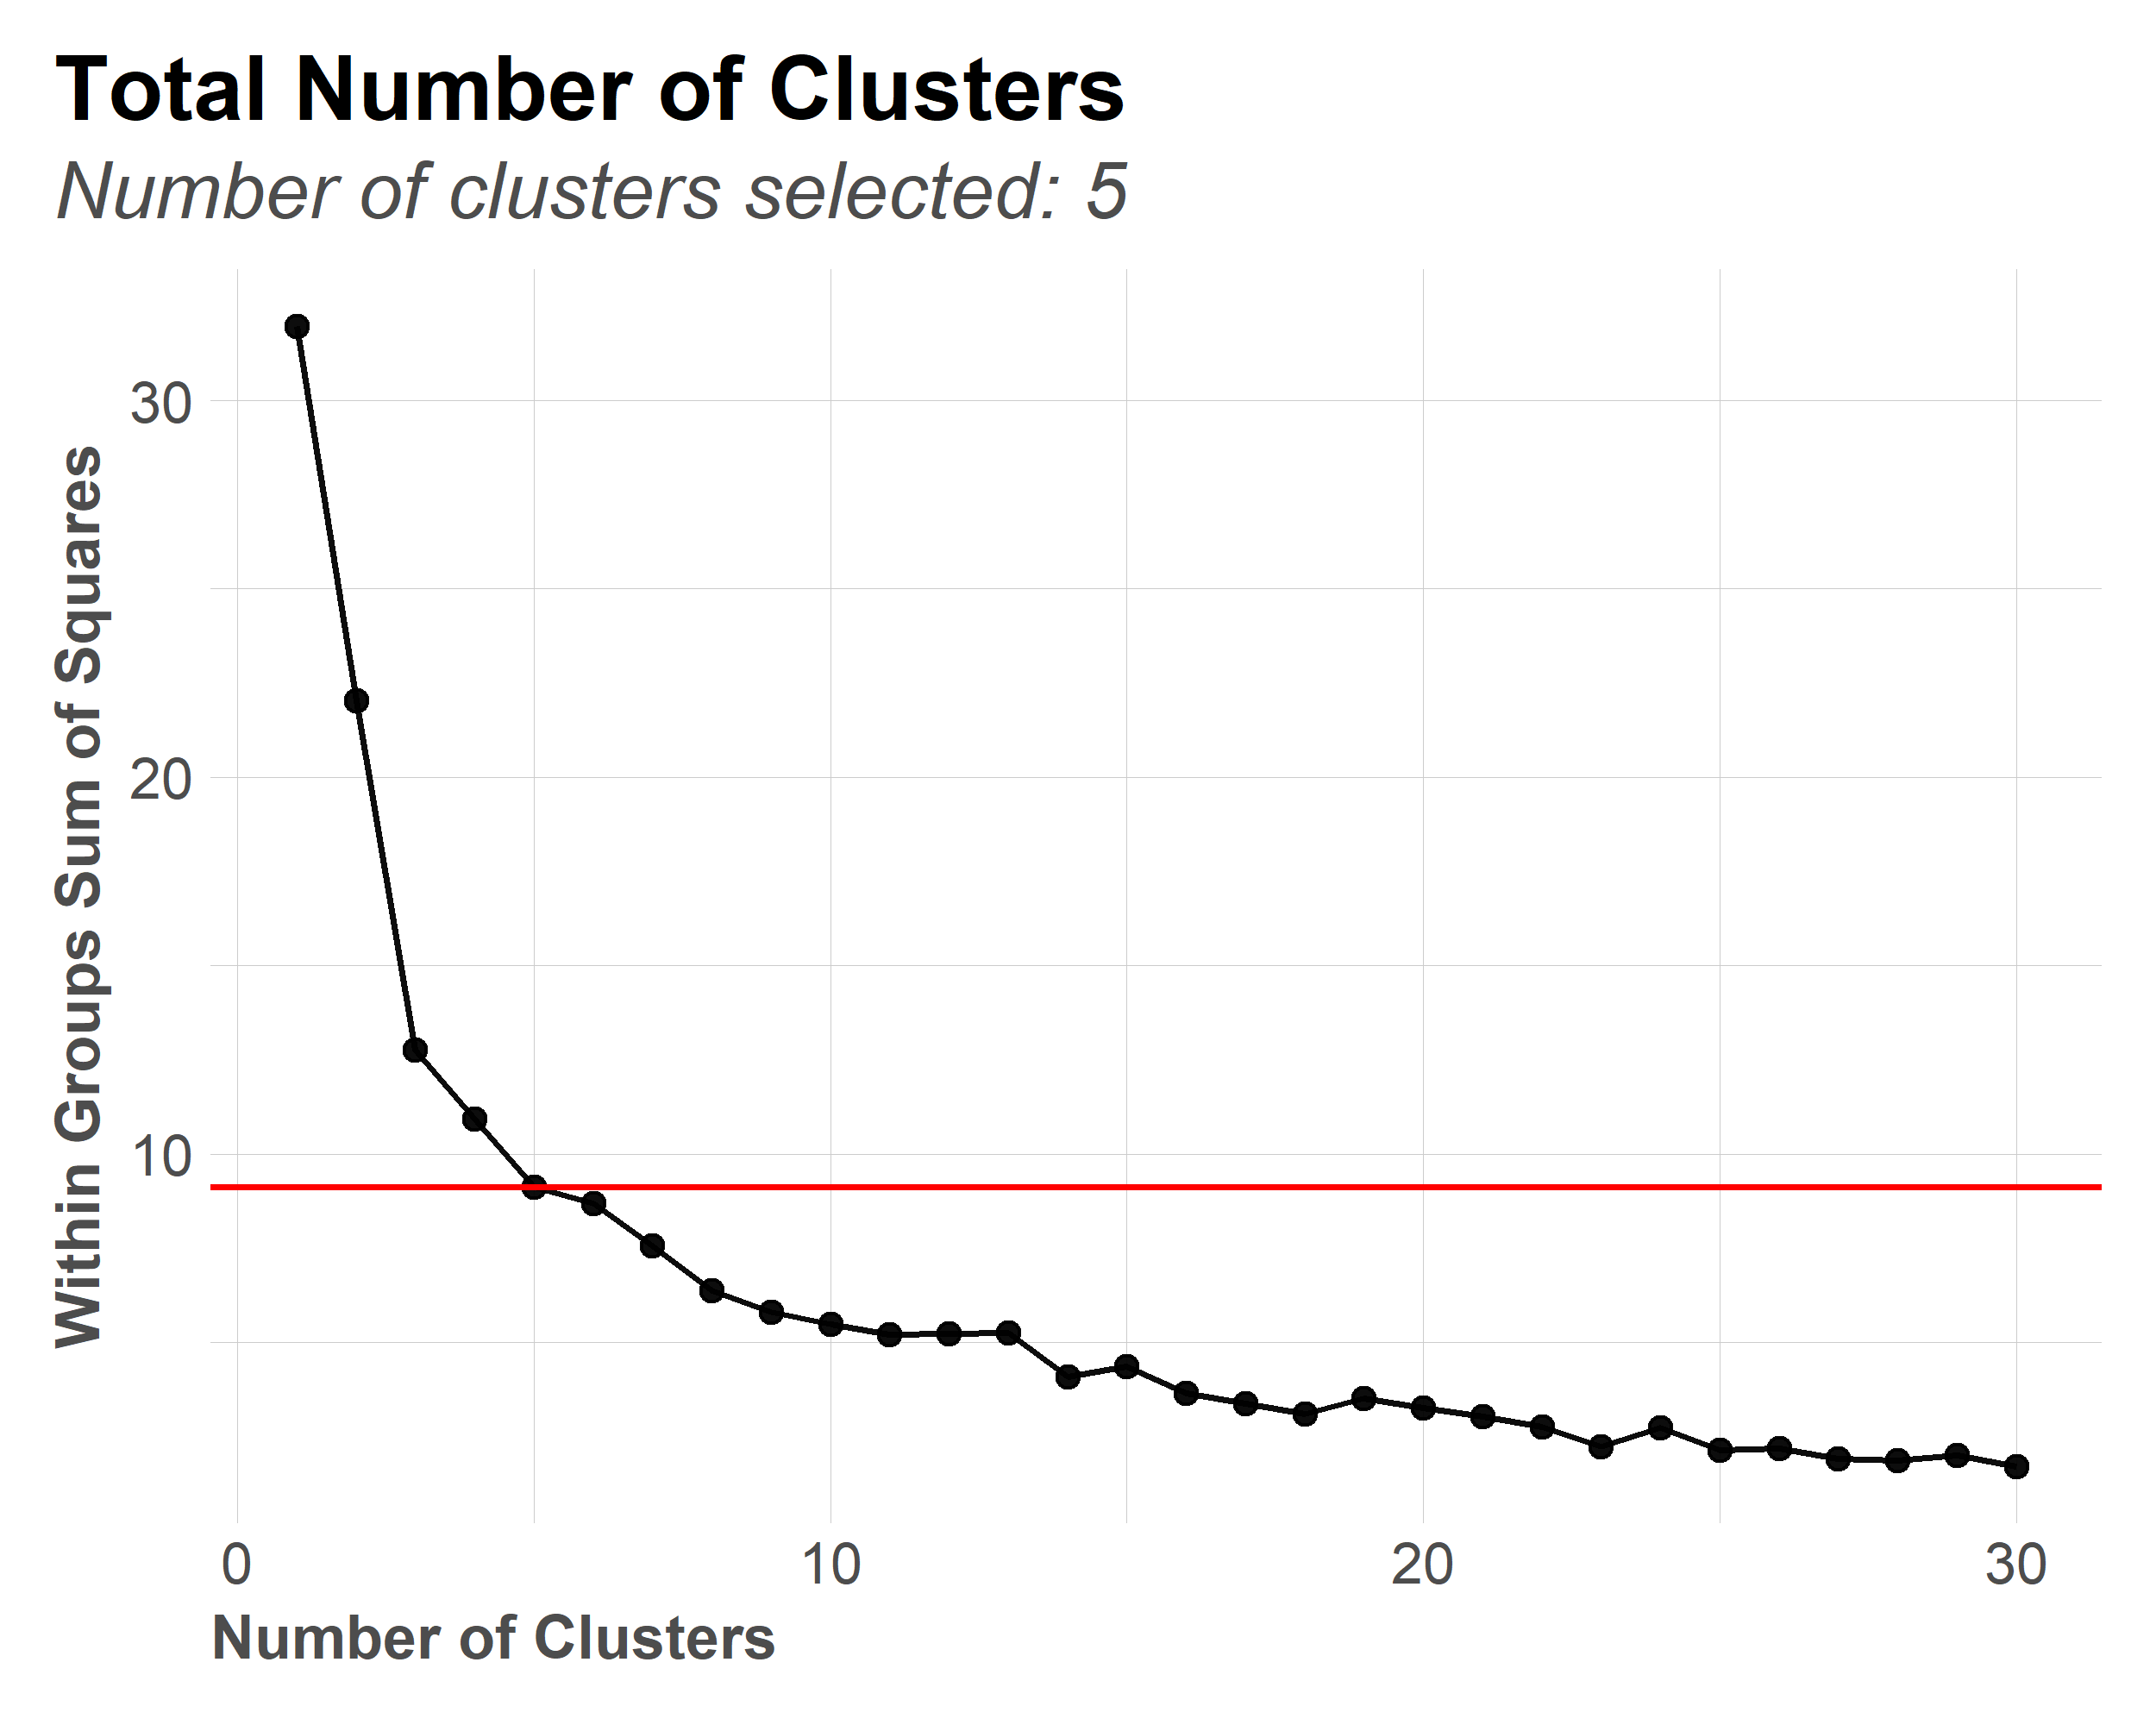 Total Number of Clusters
Number of clusters selected: 5
Within Groups Sum of Squares
30
20
10
0 10 20 30
Number of Clusters